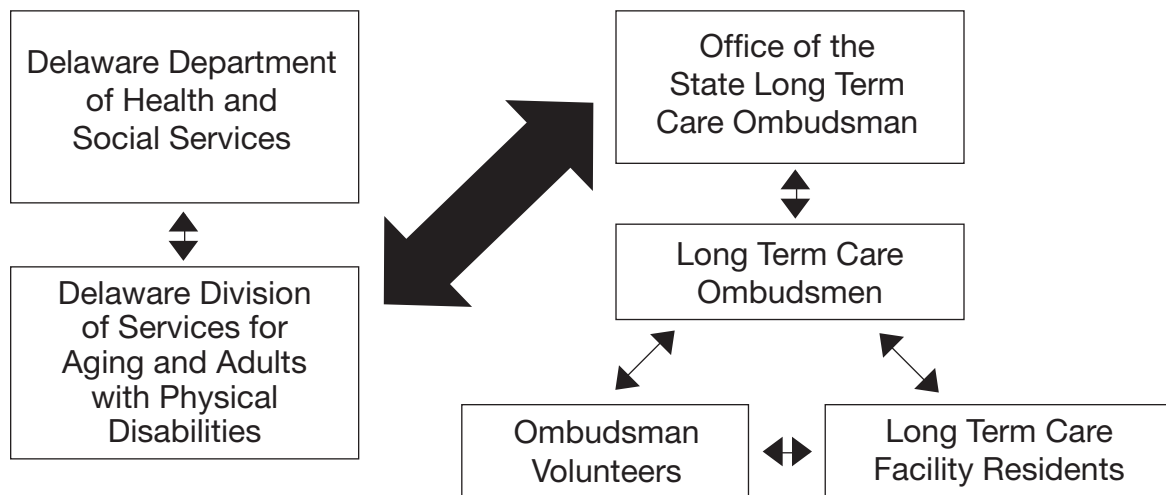 Delaware Department
of Health and
Social Services
Delaware Division
of Services for
Aging and Adults
with Physical
Disabilities
Office of the
State Long Term
Care Ombudsman
Long Term Care
Ombudsmen
Ombudsman
Volunteers
Long Term Care
Facility Residents